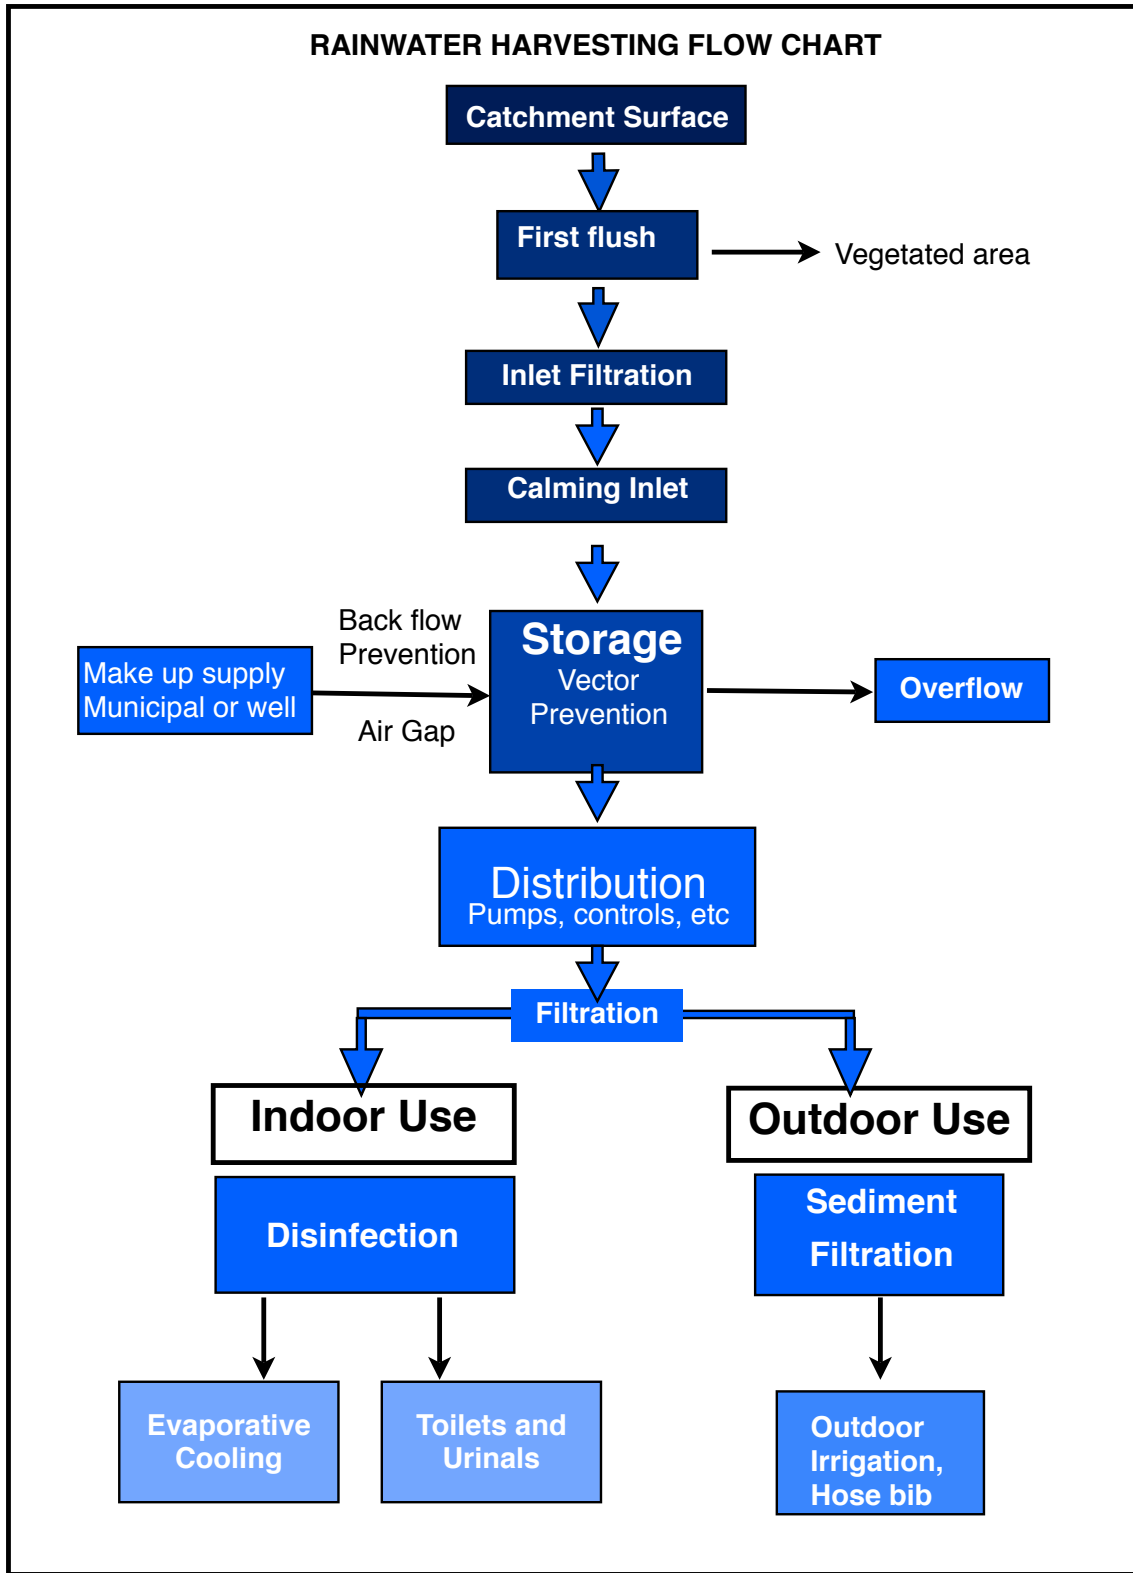 RAINWATER HARVESTING FLOW CHART
Catchment Surface
First flush
Vegetated area
Inlet Filtration
Calming Inlet
Back flow
Prevention
Make up supply
Municipal or well
Air Gap
Storage
Vector
Prevention
Overflow
Distribution
Pumps, controls, etc
Filtration
Indoor Use
Outdoor Use
Disinfection
Sediment
Filtration
Evaporative
Cooling
Toilets and
Urinals
Outdoor
Irrigation,
Hose bib